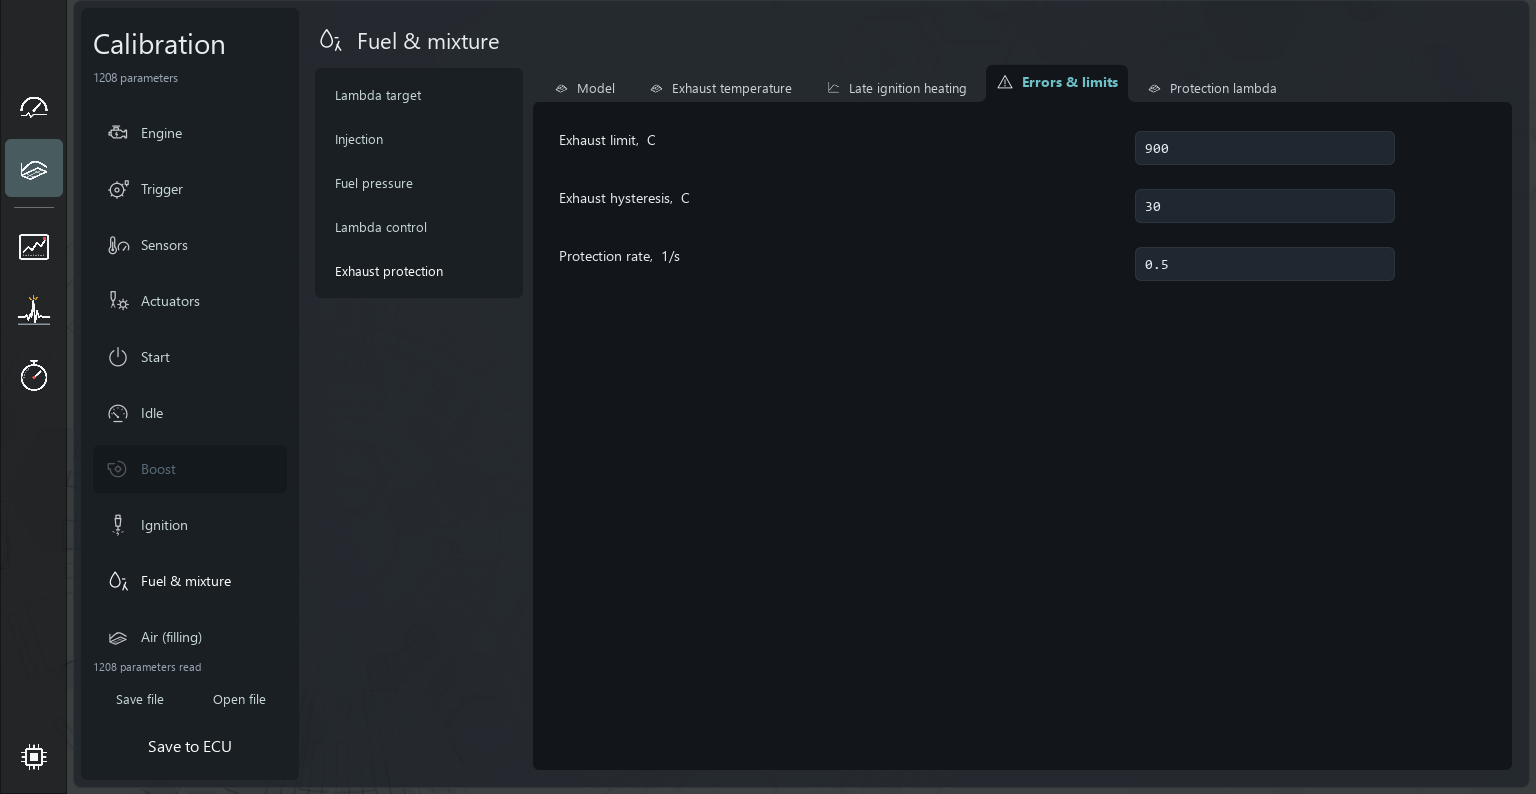 Calibration
1208 parameters
Engine
Trigger
Sensors
Actuators
Start
Idle
Boost
Ignition
Fuel & mixture
Air (filling)
1208 parameters read
Save file
Open file
Save to ECU
Fuel & mixture
Lambda target
Injection
Fuel pressure
Lambda control
Exhaust protection
Model
Exhaust temperature
Late ignition heating
Errors & limits
Protection lambda
Exhaust limit, C
900
Exhaust hysteresis, C
30
Protection rate, 1/s
0.5